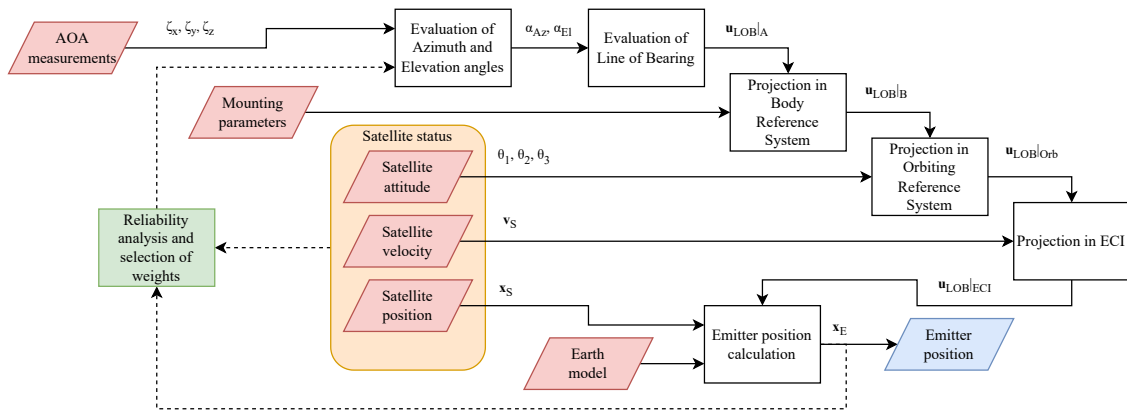 AOA
measurements
ζx, ζy, ζz
Evaluation of
Azimuth and
Elevation angles
αAz, αEl
Evaluation of
Line of Bearing
uLOB|A
Mounting
parameters
Projection in
Body
Reference
System
uLOB|B
Satellite status
Satellite
attitude
θ1, θ2, θ3
Projection in
Orbiting
Reference
System
uLOB|Orb
Reliability
analysis and
selection of
weights
Satellite
velocity
vS
Projection in ECI
Satellite
position
xS
uLOB|ECI
Earth
model
Emitter position
calculation
xE
Emitter
position